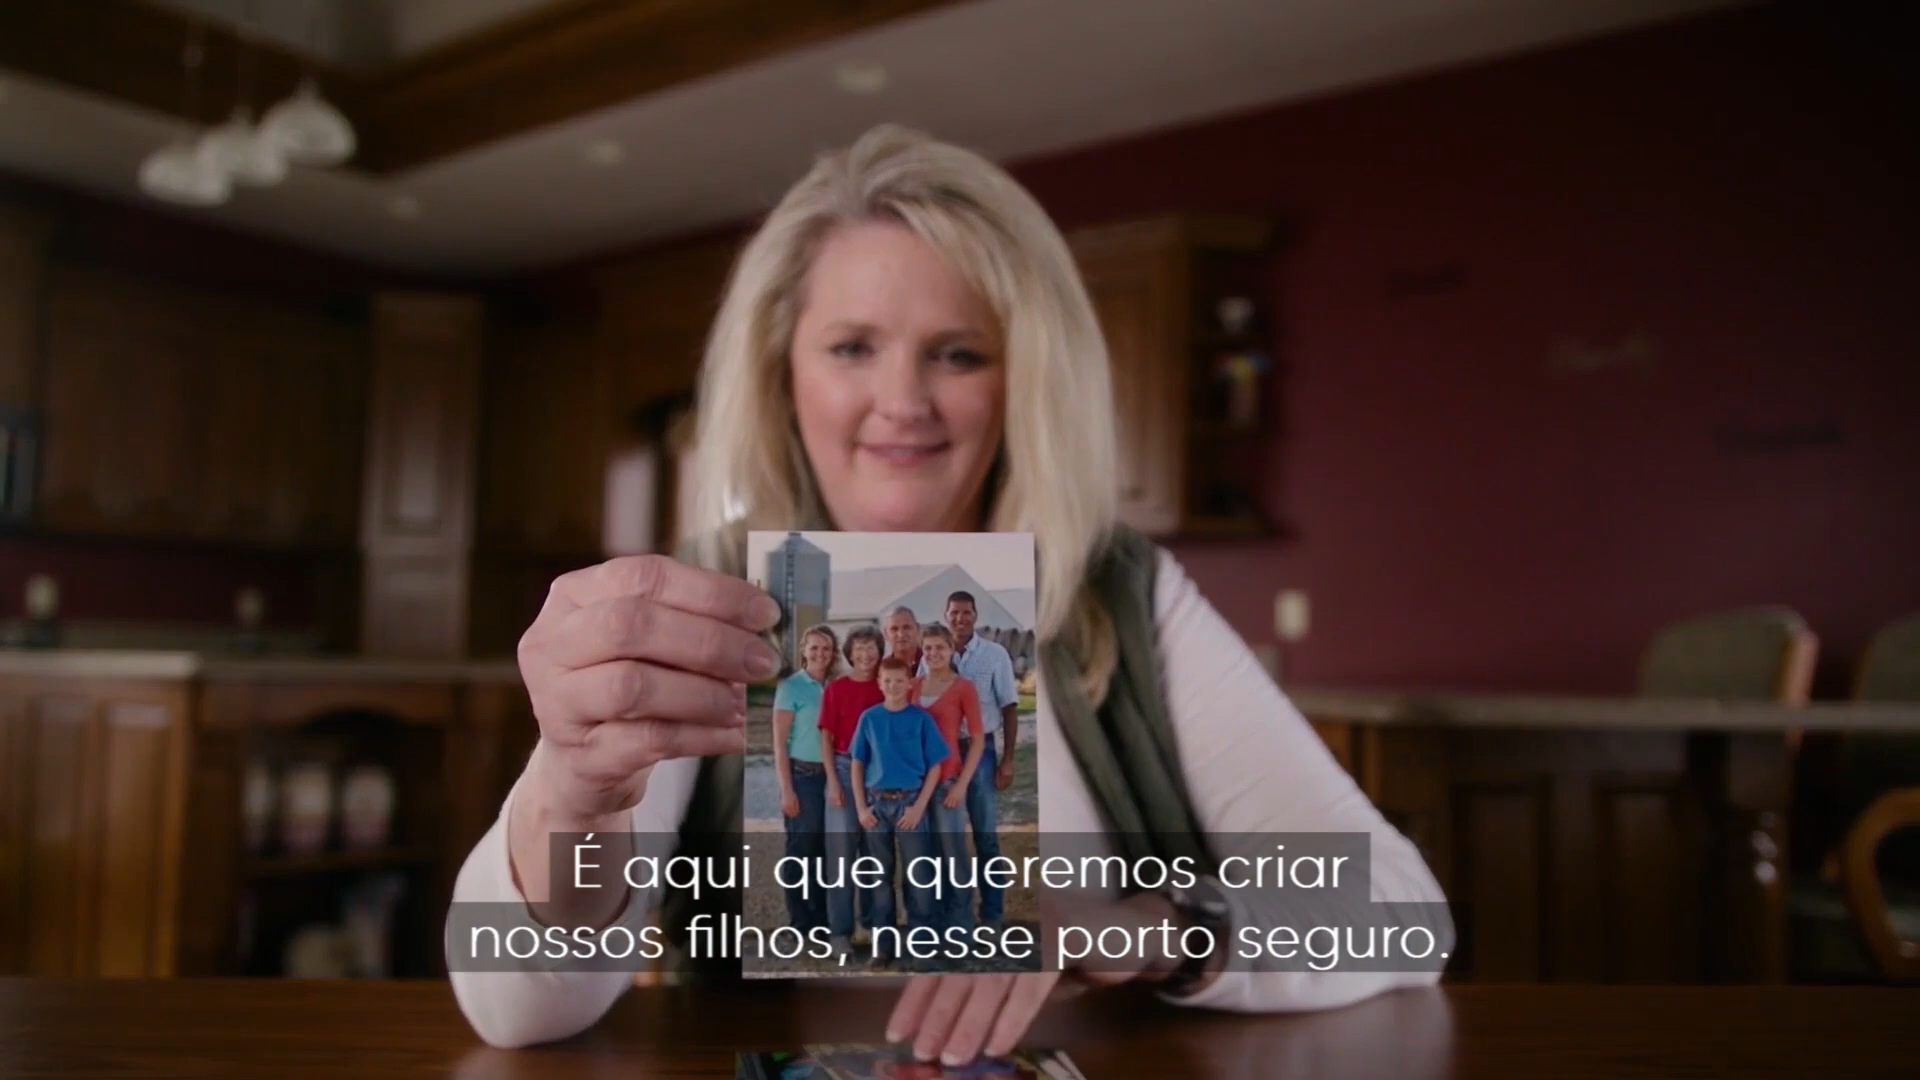 É aqui que queremos criar
nossos filhos, nesse porto seguro.